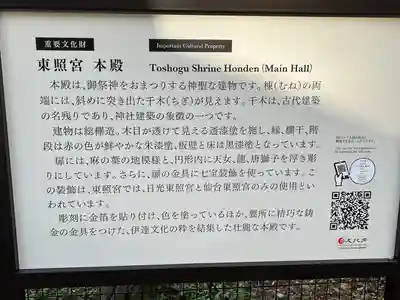 重要文化財
Important Cultural Property
東照宮 本殿
Toshogu Shrine Honden (Main Hall)
本殿は、御祭神をおまつりする神聖な建物です。棟(むね)の両
端には、斜めに突き出た千木(ちぎ)が見えます。千木は、古代建築
の名残りであり、神社建築の象徴の一つです。
建物は総欅造。木目が透けて見える透漆塗を施し、縁、欄干、階
段は赤の色が鮮やかな朱漆塗、板壁と床は黒漆塗となっています。
扉には、麻の葉の地模様と、円形内に天女、龍、唐獅子を浮き彫
りにしています。さらに、扉の金具に七宝装飾を使っています。こ
の装飾は、東照宮では、日光東照宮と仙台東照宮のみの使用とい
われています。
彫刻に金箔を貼り付け、色を塗っているほか、要所に精巧な鋳
金の金具をつけた、伊達文化の粋を結集した壮麗な本殿です。